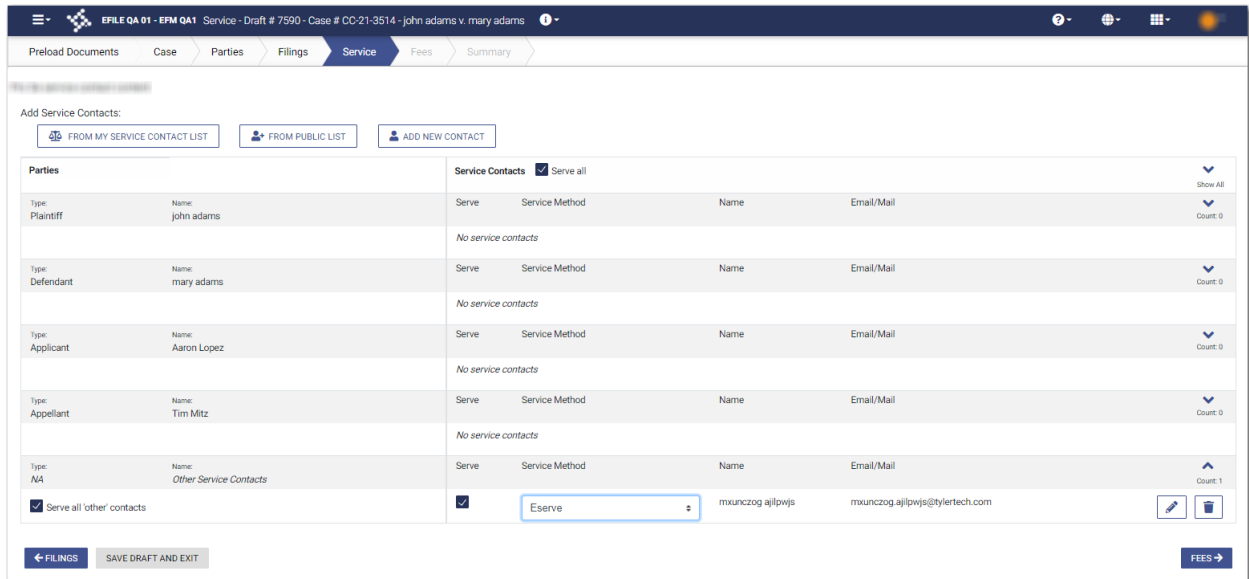 EFILE QA 01 - EFM QA1 Service - Draft # 7590 - Case # CC-21-3514 - john adams v. mary adams
Preload Documents Case Parties Filings Service Fees Summary
Add Service Contacts:
FROM MY SERVICE CONTACT LIST FROM PUBLIC LIST ADD NEW CONTACT
Parties Service Contacts Serve all
Show All
Type: Name: Serve Service Method Name Email/Mail
Plaintiff john adams Count: 0
No service contacts
Type: Name: Serve Service Method Name Email/Mail
Defendant mary adams Count: 0
No service contacts
Type: Name: Serve Service Method Name Email/Mail
Applicant Aaron Lopez Count: 0
No service contacts
Type: Name: Serve Service Method Name Email/Mail
Appellant Tim Mitz Count: 0
No service contacts
Type: Name: Serve Service Method Name Email/Mail
NA Other Service Contacts Count: 1
Serve all 'other' contacts Eserve mxunczog ajilpwjs mxunczog.ajilpwjs@tylertech.com
FILINGS SAVE DRAFT AND EXIT FEES